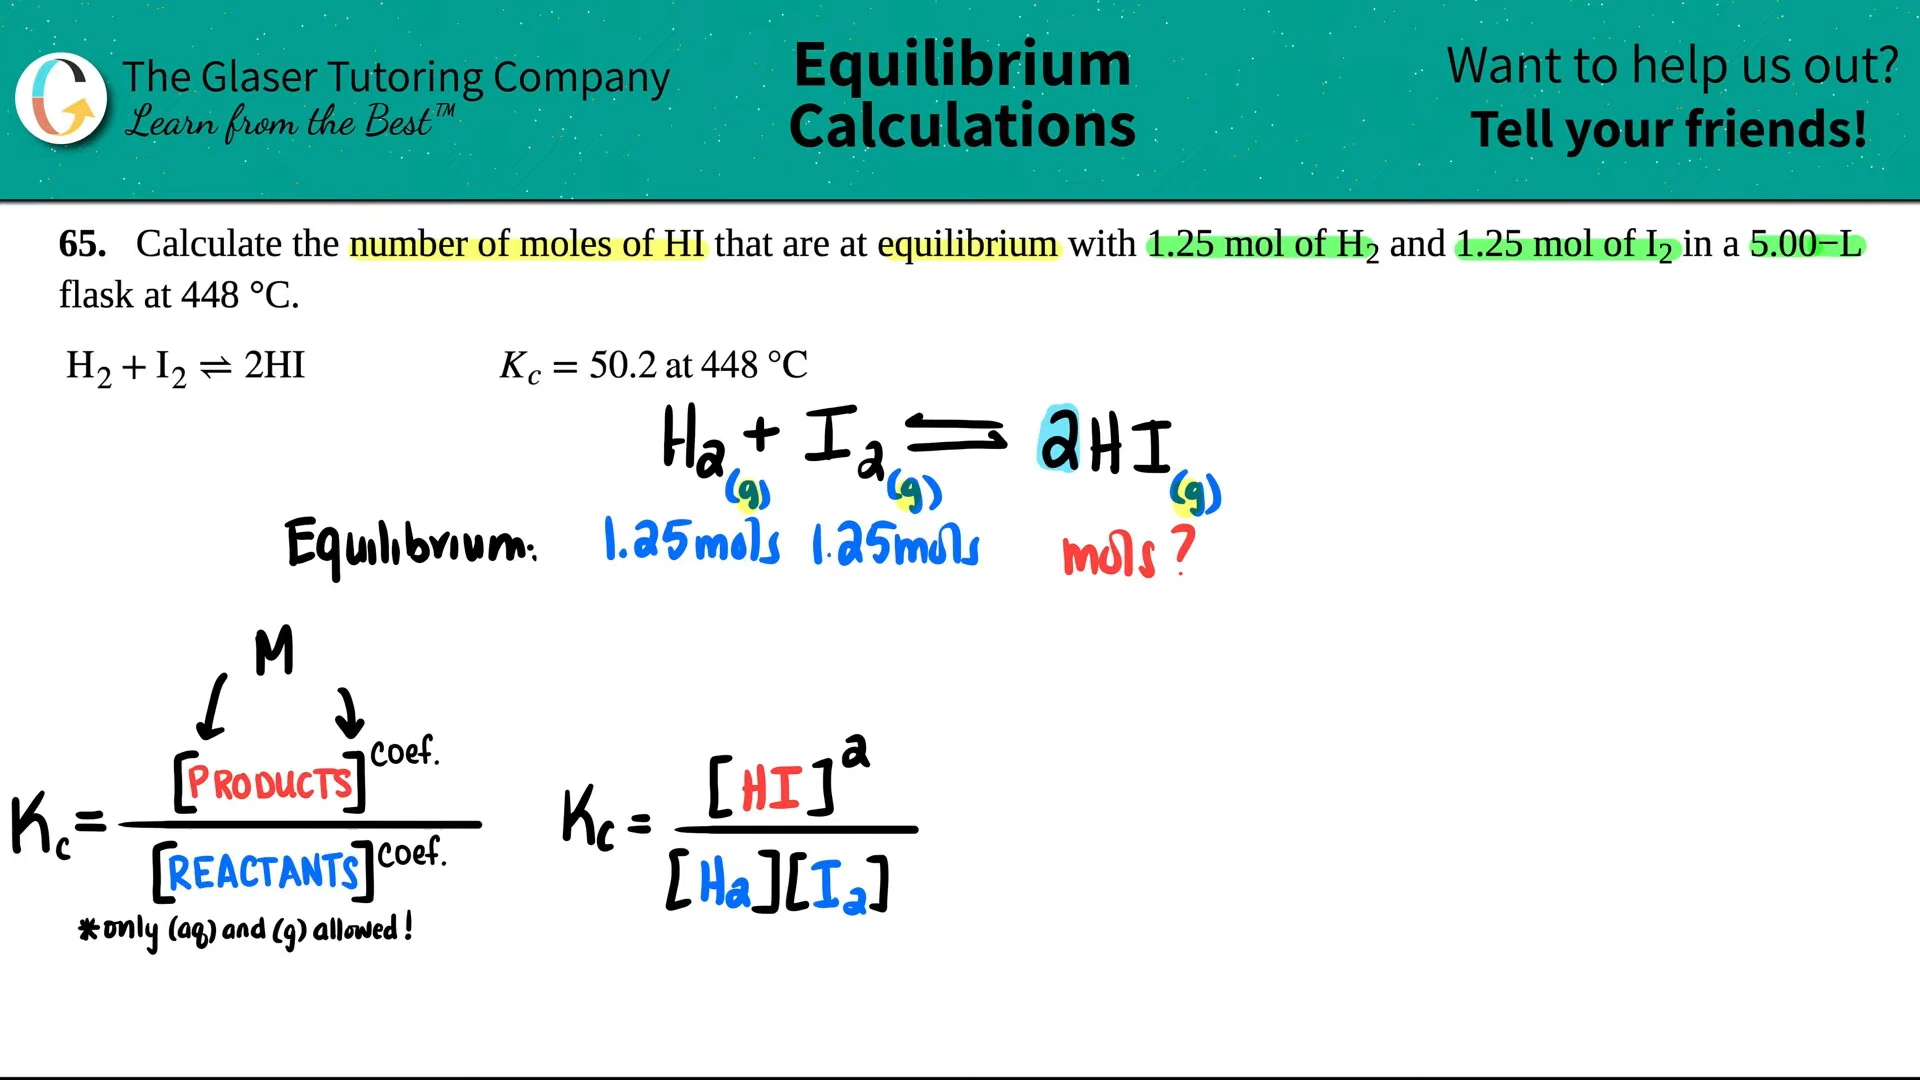 The Glaser Tutoring Company
Learn from the Best™
Equilibrium
Calculations
Want to help us out?
Tell your friends!
65. Calculate the number of moles of HI that are at equilibrium with 1.25 mol of H₂ and 1.25 mol of I₂ in a 5.00−L
flask at 448 °C.
H₂ + I₂ ⇌ 2HI    K꜀ = 50.2 at 448 °C
H₂(g) + I₂(g) ⇌ 2HI(g)
Equilibrium: 1.25mols 1.25mols mols?
M
Kc = [PRODUCTS]^coef. / [REACTANTS]^coef.
*only (aq) and (g) allowed!
Kc = [HI]² / [H₂][I₂]